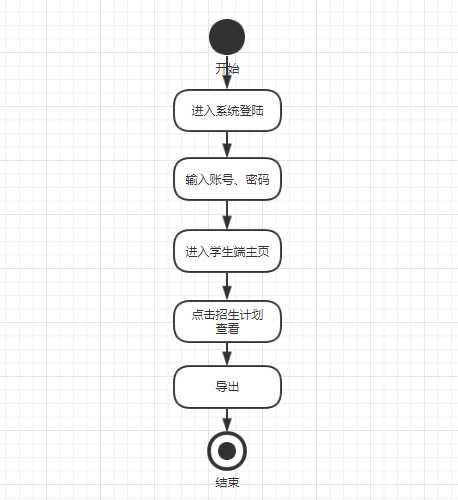 开始
进入系统登陆
输入账号、密码
进入学生端主页
点击招生计划
查看
导出
结束